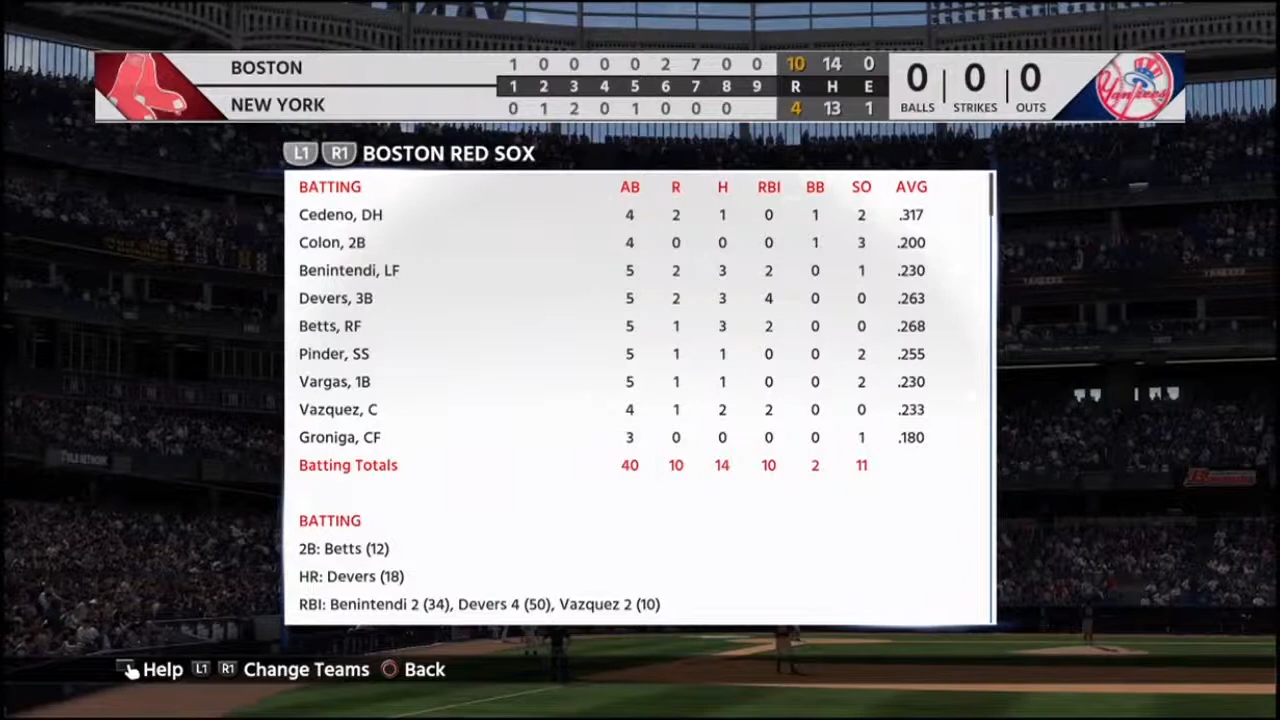 BOSTON 1 0 0 0 0 2 7 0 0 10 14 0
1 2 3 4 5 6 7 8 9 R H E
NEW YORK 0 1 2 0 1 0 0 0 4 13 1
0 | 0 | 0
BALLS STRIKES OUTS
Yankees
L1 R1 BOSTON RED SOX
BATTING AB R H RBI BB SO AVG
Cedeno, DH 4 2 1 0 1 2 .317
Colon, 2B 4 0 0 0 1 3 .200
Benintendi, LF 5 2 3 2 0 1 .230
Devers, 3B 5 2 3 4 0 0 .263
Betts, RF 5 1 3 2 0 0 .268
Pinder, SS 5 1 1 0 0 2 .255
Vargas, 1B 5 1 1 0 0 2 .230
Vazquez, C 4 1 2 2 0 0 .233
Groniga, CF 3 0 0 0 0 1 .180
Batting Totals 40 10 14 10 2 11
BATTING
2B: Betts (12)
HR: Devers (18)
RBI: Benintendi 2 (34), Devers 4 (50), Vazquez 2 (10)
Help L1 R1 Change Teams Back